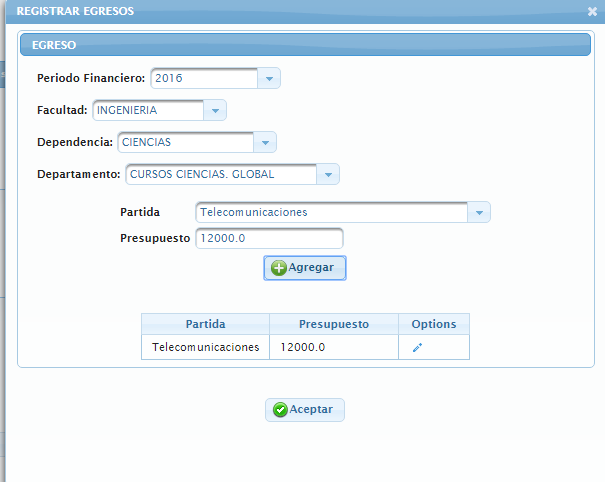 REGISTRAR EGRESOS
EGRESO
Periodo Financiero: 2016
Facultad: INGENIERIA
Dependencia: CIENCIAS
Departamento: CURSOS CIENCIAS. GLOBAL
Partida Telecomunicaciones
Presupuesto 12000.0
Agregar
Partida Presupuesto Options
Telecomunicaciones 12000.0
Aceptar